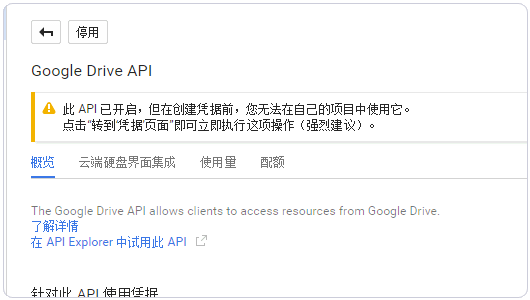 停用
Google Drive API
此 API 已开启，但在创建凭据前，您无法在自己的项目中使用它。
点击“转到‘凭据’页面”即可立即执行这项操作（强烈建议）。
概览 云端硬盘界面集成 使用量 配额
The Google Drive API allows clients to access resources from Google Drive.
了解详情
在 API Explorer 中试用此 API
针对此 API 使用凭据